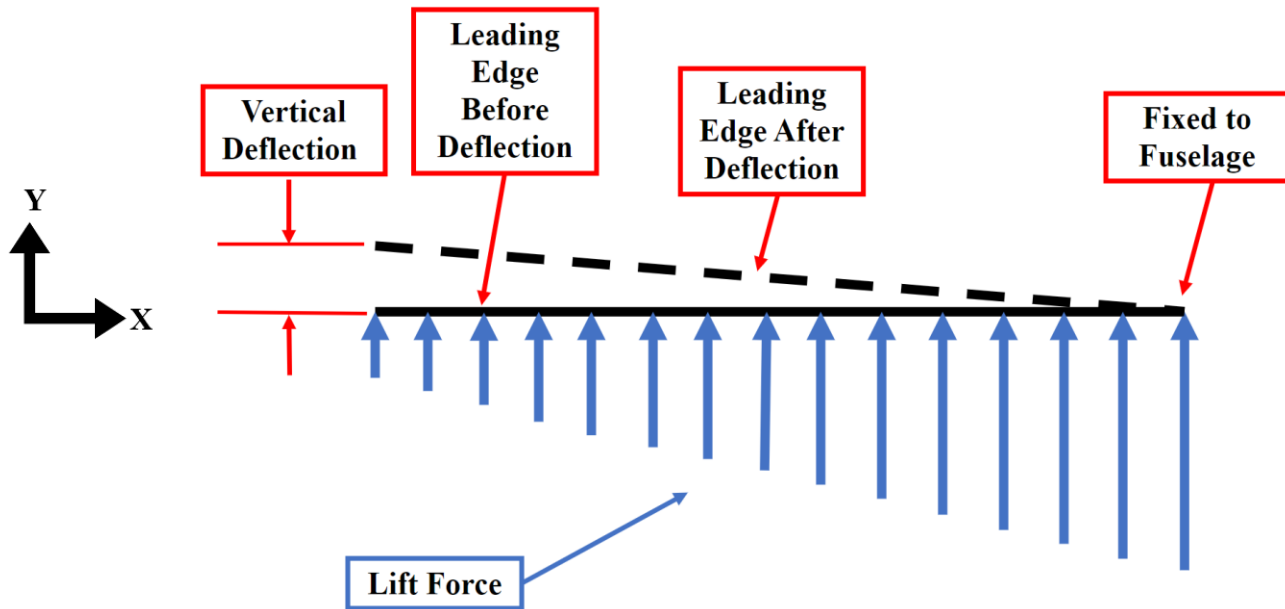 Leading
Edge
Before
Deflection
Vertical
Deflection
Leading
Edge After
Deflection
Fixed to
Fuselage
Y
X
Lift Force